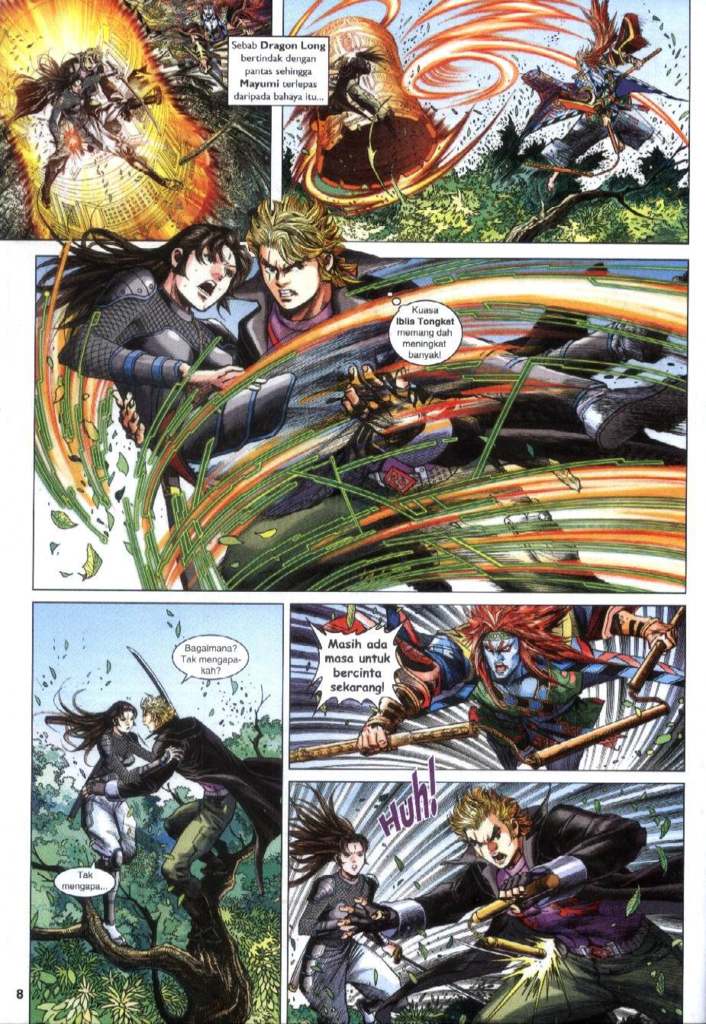 Sebab Dragon Long
bertindak dengan
pantas sehingga
Mayumi terlepas
daripada bahaya itu...
Kuasa
Iblis Tongkat
memang dah
meningkat
banyak!
Bagaimana?
Tak mengapa-
kah?
Tak
mengapa...
Masih ada
masa untuk
bercinta
sekarang!
Huh!
8